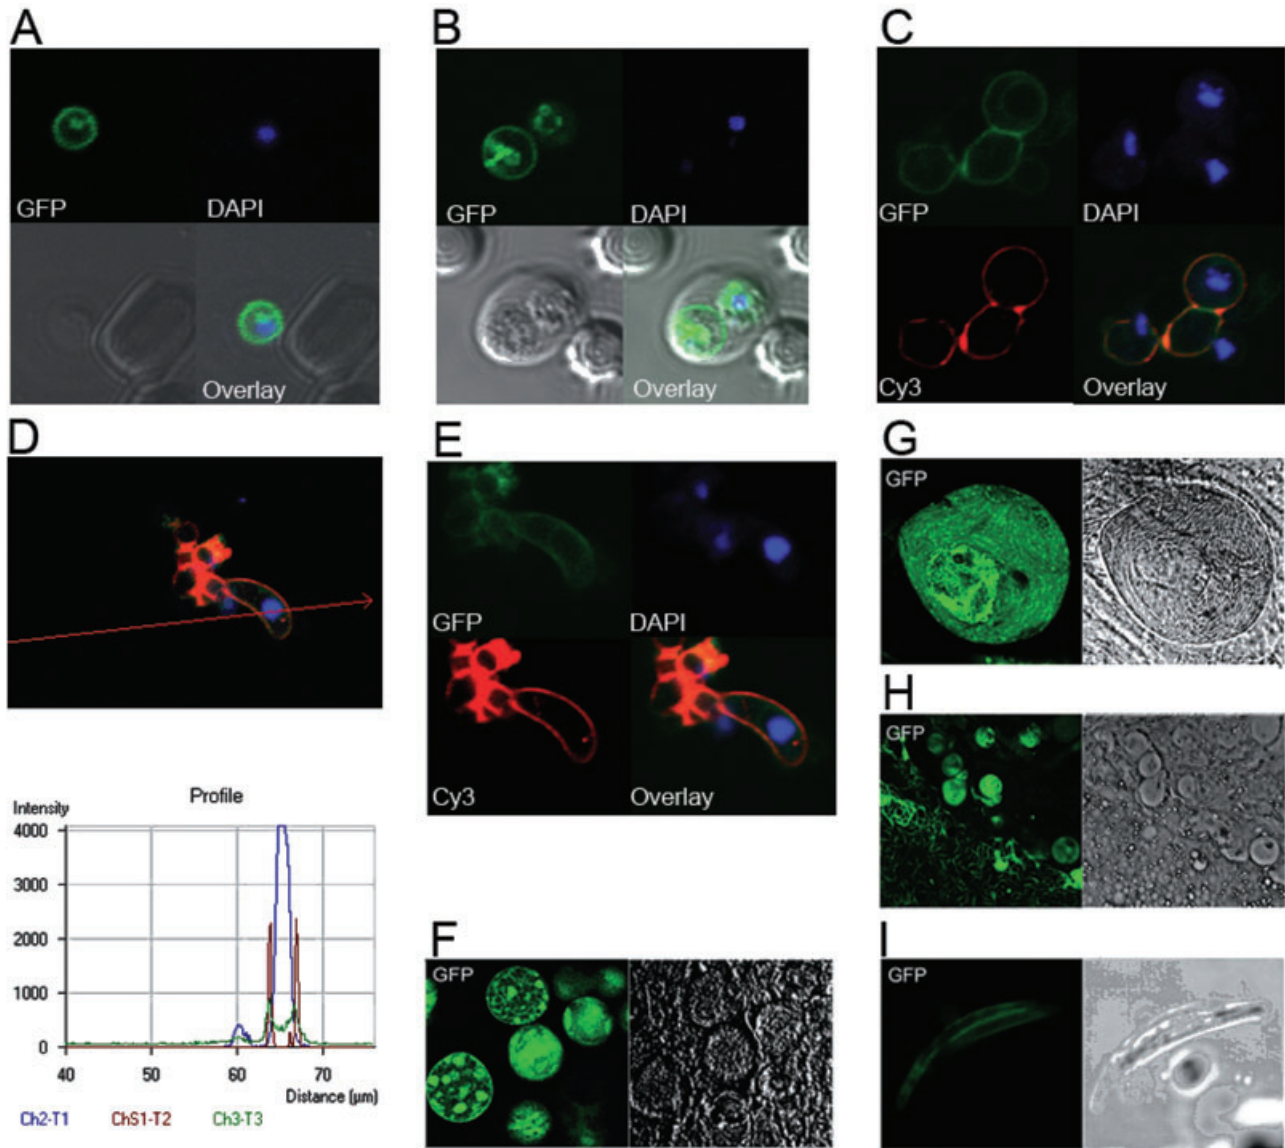 A
GFP
DAPI
Overlay
B
GFP
DAPI
Overlay
C
GFP
DAPI
Cy3
Overlay
D
Profile
Intensity
4000
3000
2000
1000
0
40 50 60 70
Distance (µm)
Ch2-T1 ChS1-T2 Ch3-T3
E
GFP
DAPI
Cy3
Overlay
F
GFP
G
GFP
H
GFP
I
GFP